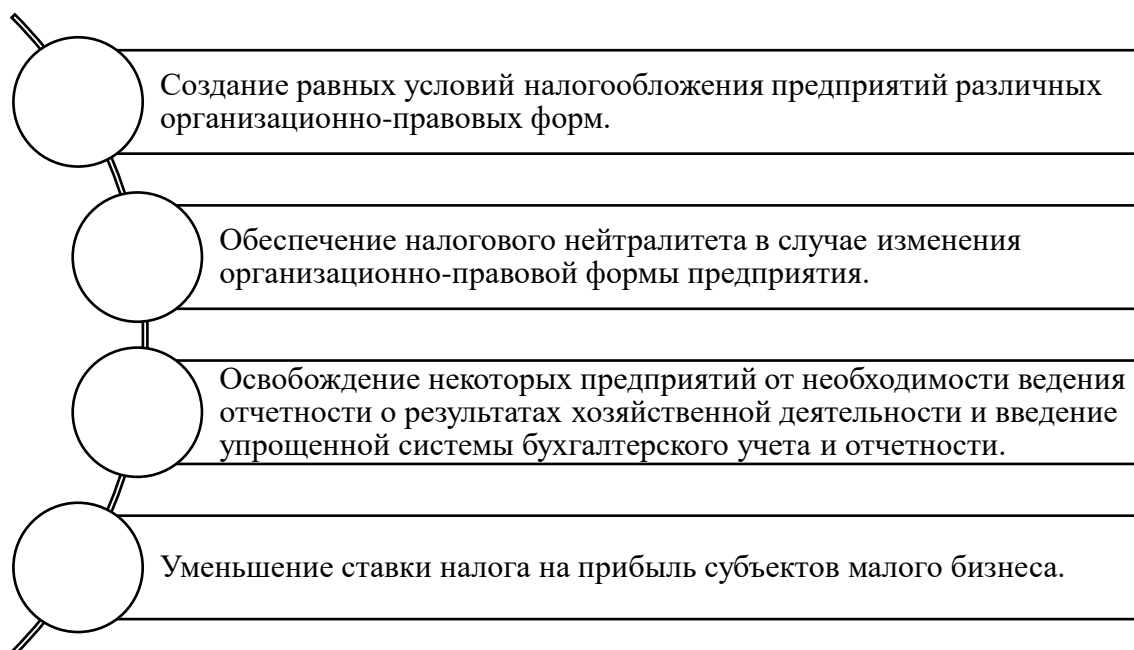 Создание равных условий налогообложения предприятий различных
организационно-правовых форм.
Обеспечение налогового нейтралитета в случае изменения
организационно-правовой формы предприятия.
Освобождение некоторых предприятий от необходимости ведения
отчетности о результатах хозяйственной деятельности и введение
упрощенной системы бухгалтерского учета и отчетности.
Уменьшение ставки налога на прибыль субъектов малого бизнеса.